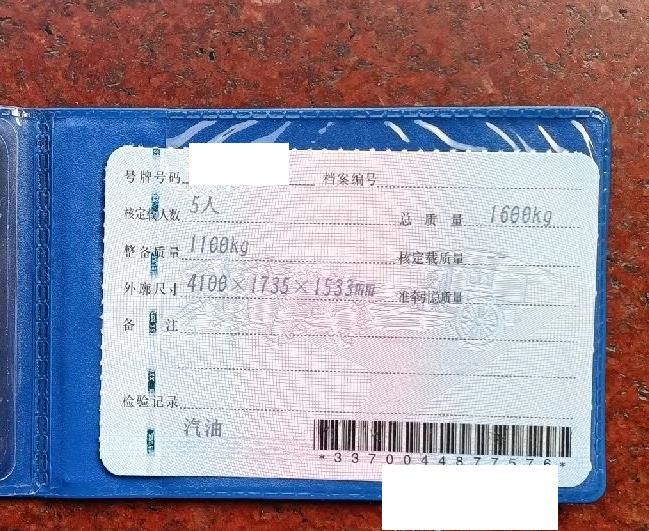 号牌号码 档案编号
核定载人数 5人 总质量 1600kg
整备质量 1100kg 核定载质量
外廓尺寸 4100×1735×1533mm 准牵引总质量
备注
检验记录
汽油
*3370044877576*